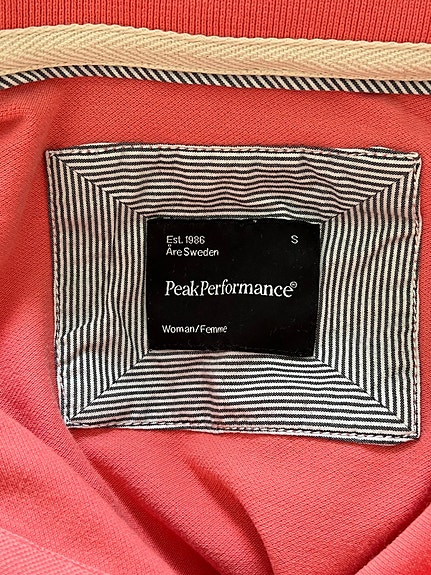 Est. 1986 S
Åre Sweden
PeakPerformance®
Woman/Femme